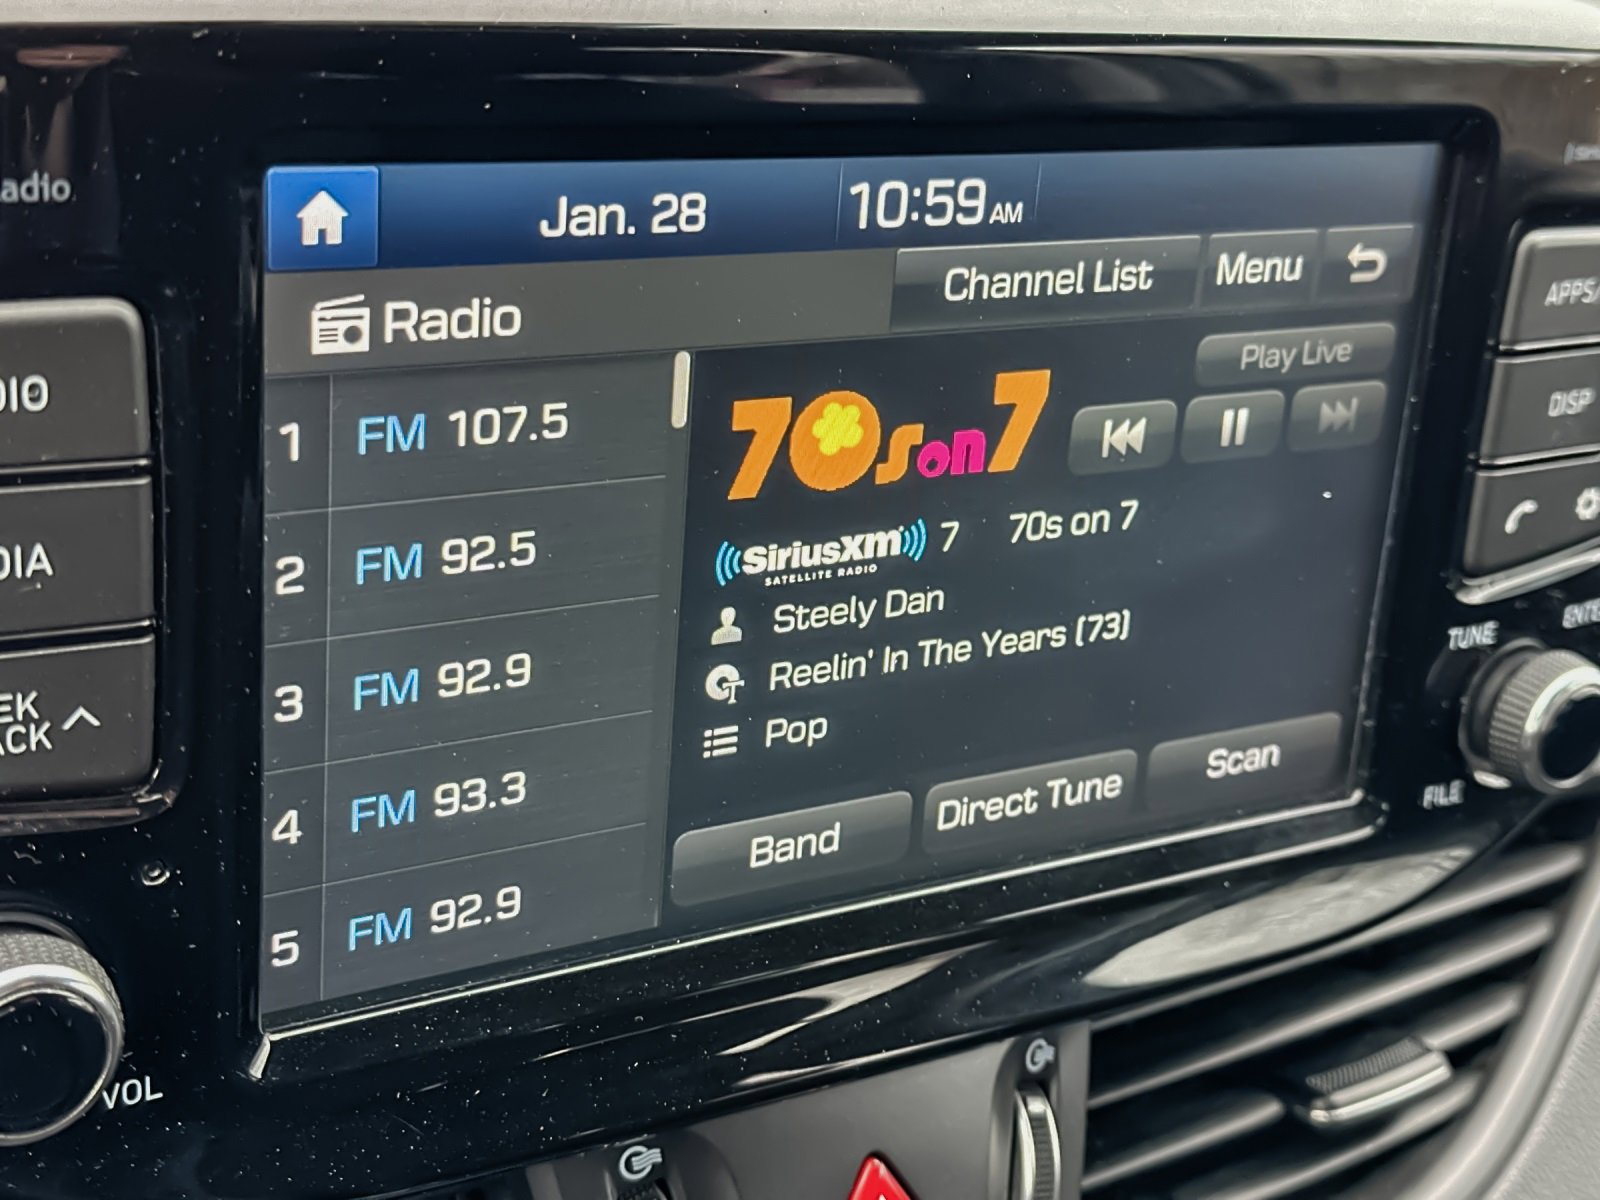 adio
Jan. 28
10:59 AM
Channel List
Menu
Radio
Play Live
1 FM 107.5
2 FM 92.5
3 FM 92.9
4 FM 93.3
5 FM 92.9
70s on 7
((SiriusXM)) 7 70s on 7
SATELLITE RADIO
Steely Dan
Reelin' In The Years (73)
Pop
Band
Direct Tune
Scan
DIO
DIA
EK
ACK
VOL
APPS/
DISP
TUNE
ENTE
FILE